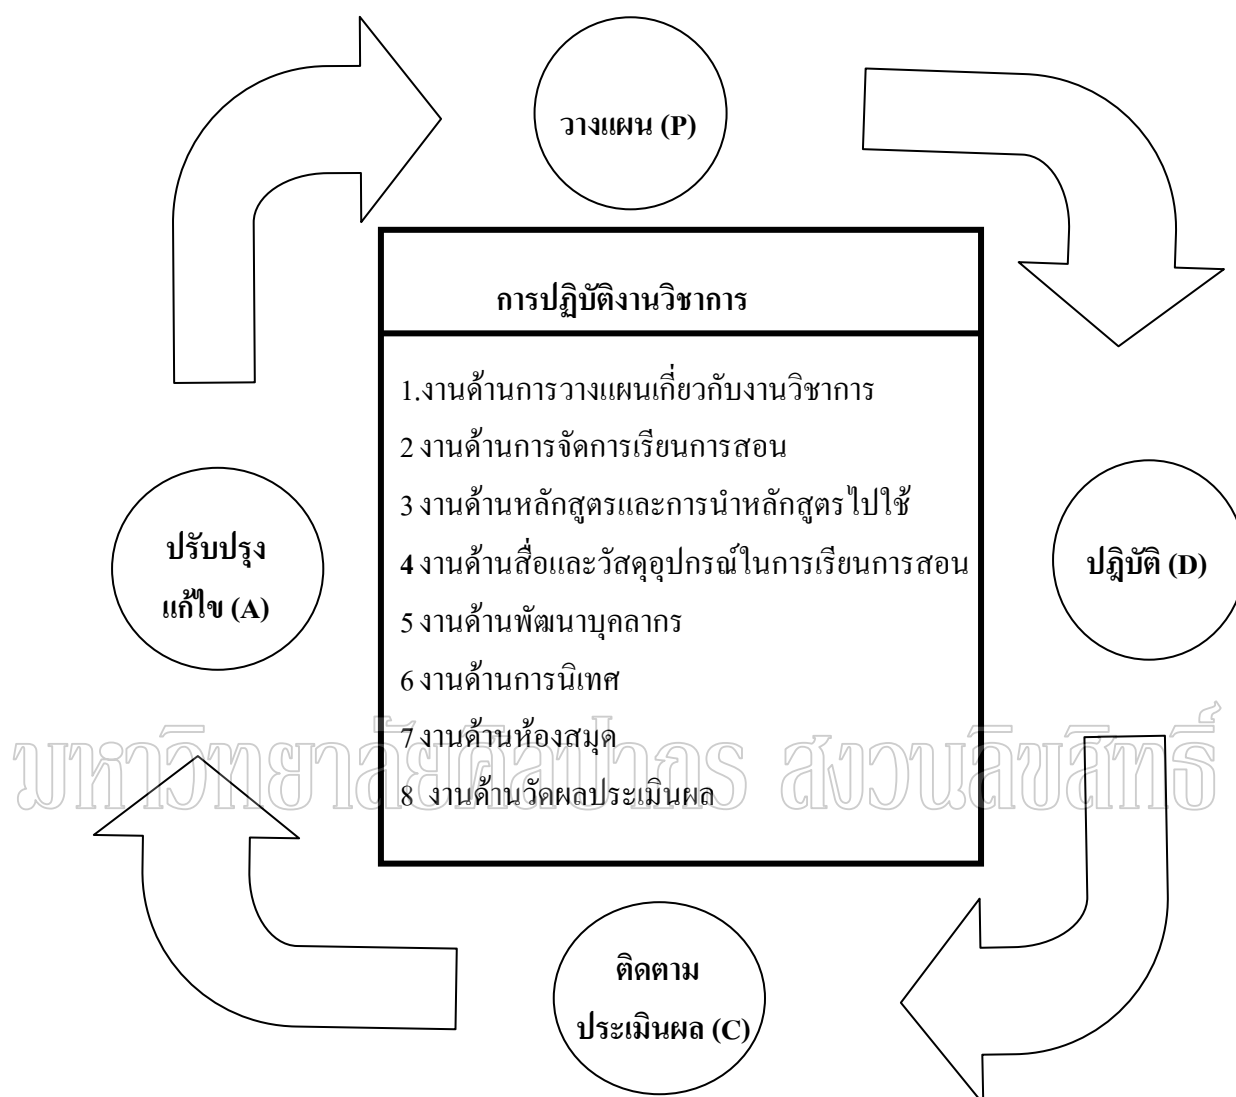 วางแผน (P)
การปฏิบัติงานวิชาการ
1.งานด้านการวางแผนเกี่ยวกับงานวิชาการ
2 งานด้านการจัดการเรียนการสอน
3 งานด้านหลักสูตรและการนำหลักสูตรไปใช้
4 งานด้านสื่อและวัสดุอุปกรณ์ในการเรียนการสอน
5 งานด้านพัฒนาบุคลากร
6 งานด้านการนิเทศ
7 งานด้านห้องสมุด
8 งานด้านวัดผลประเมินผล
ปรับปรุง
แก้ไข (A)
ปฎิบัติ (D)
มหาวิทยาลัยศิลปากร สงวนลิขสิทธิ์
ติดตาม
ประเมินผล (C)